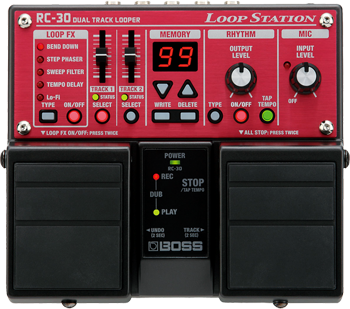 RC-30 DUAL TRACK LOOPER
LOOP STATION
LOOP FX
MEMORY
RHYTHM
MIC
BEND DOWN
STEP PHASER
SWEEP FILTER
TEMPO DELAY
Lo-Fi
TYPE
ON/OFF
TRACK 1
STATUS
SELECT
TRACK 2
STATUS
SELECT
99
WRITE
DELETE
OUTPUT LEVEL
TYPE
ON/OFF
TAP TEMPO
INPUT LEVEL
OFF
▼LOOP FX ON/OFF: PRESS TWICE
▼ALL STOP: PRESS TWICE
POWER
RC-30
REC
DUB
PLAY
STOP
/TAP TEMPO
◄UNDO
(2 sec)
TRACK►
(2 sec)
BOSS